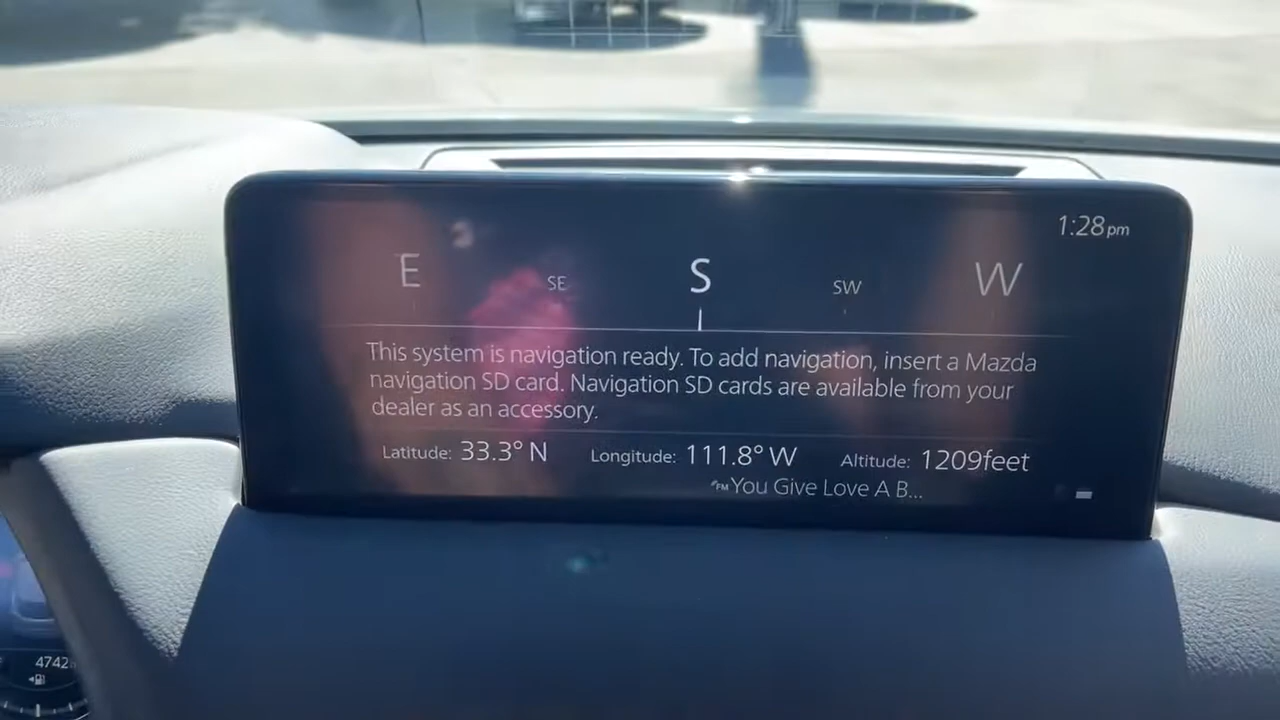 1:28pm
E SE S SW W
This system is navigation ready. To add navigation, insert a Mazda
navigation SD card. Navigation SD cards are available from your
dealer as an accessory.
Latitude: 33.3° N Longitude: 111.8° W Altitude: 1209feet
FM You Give Love A B...
4742